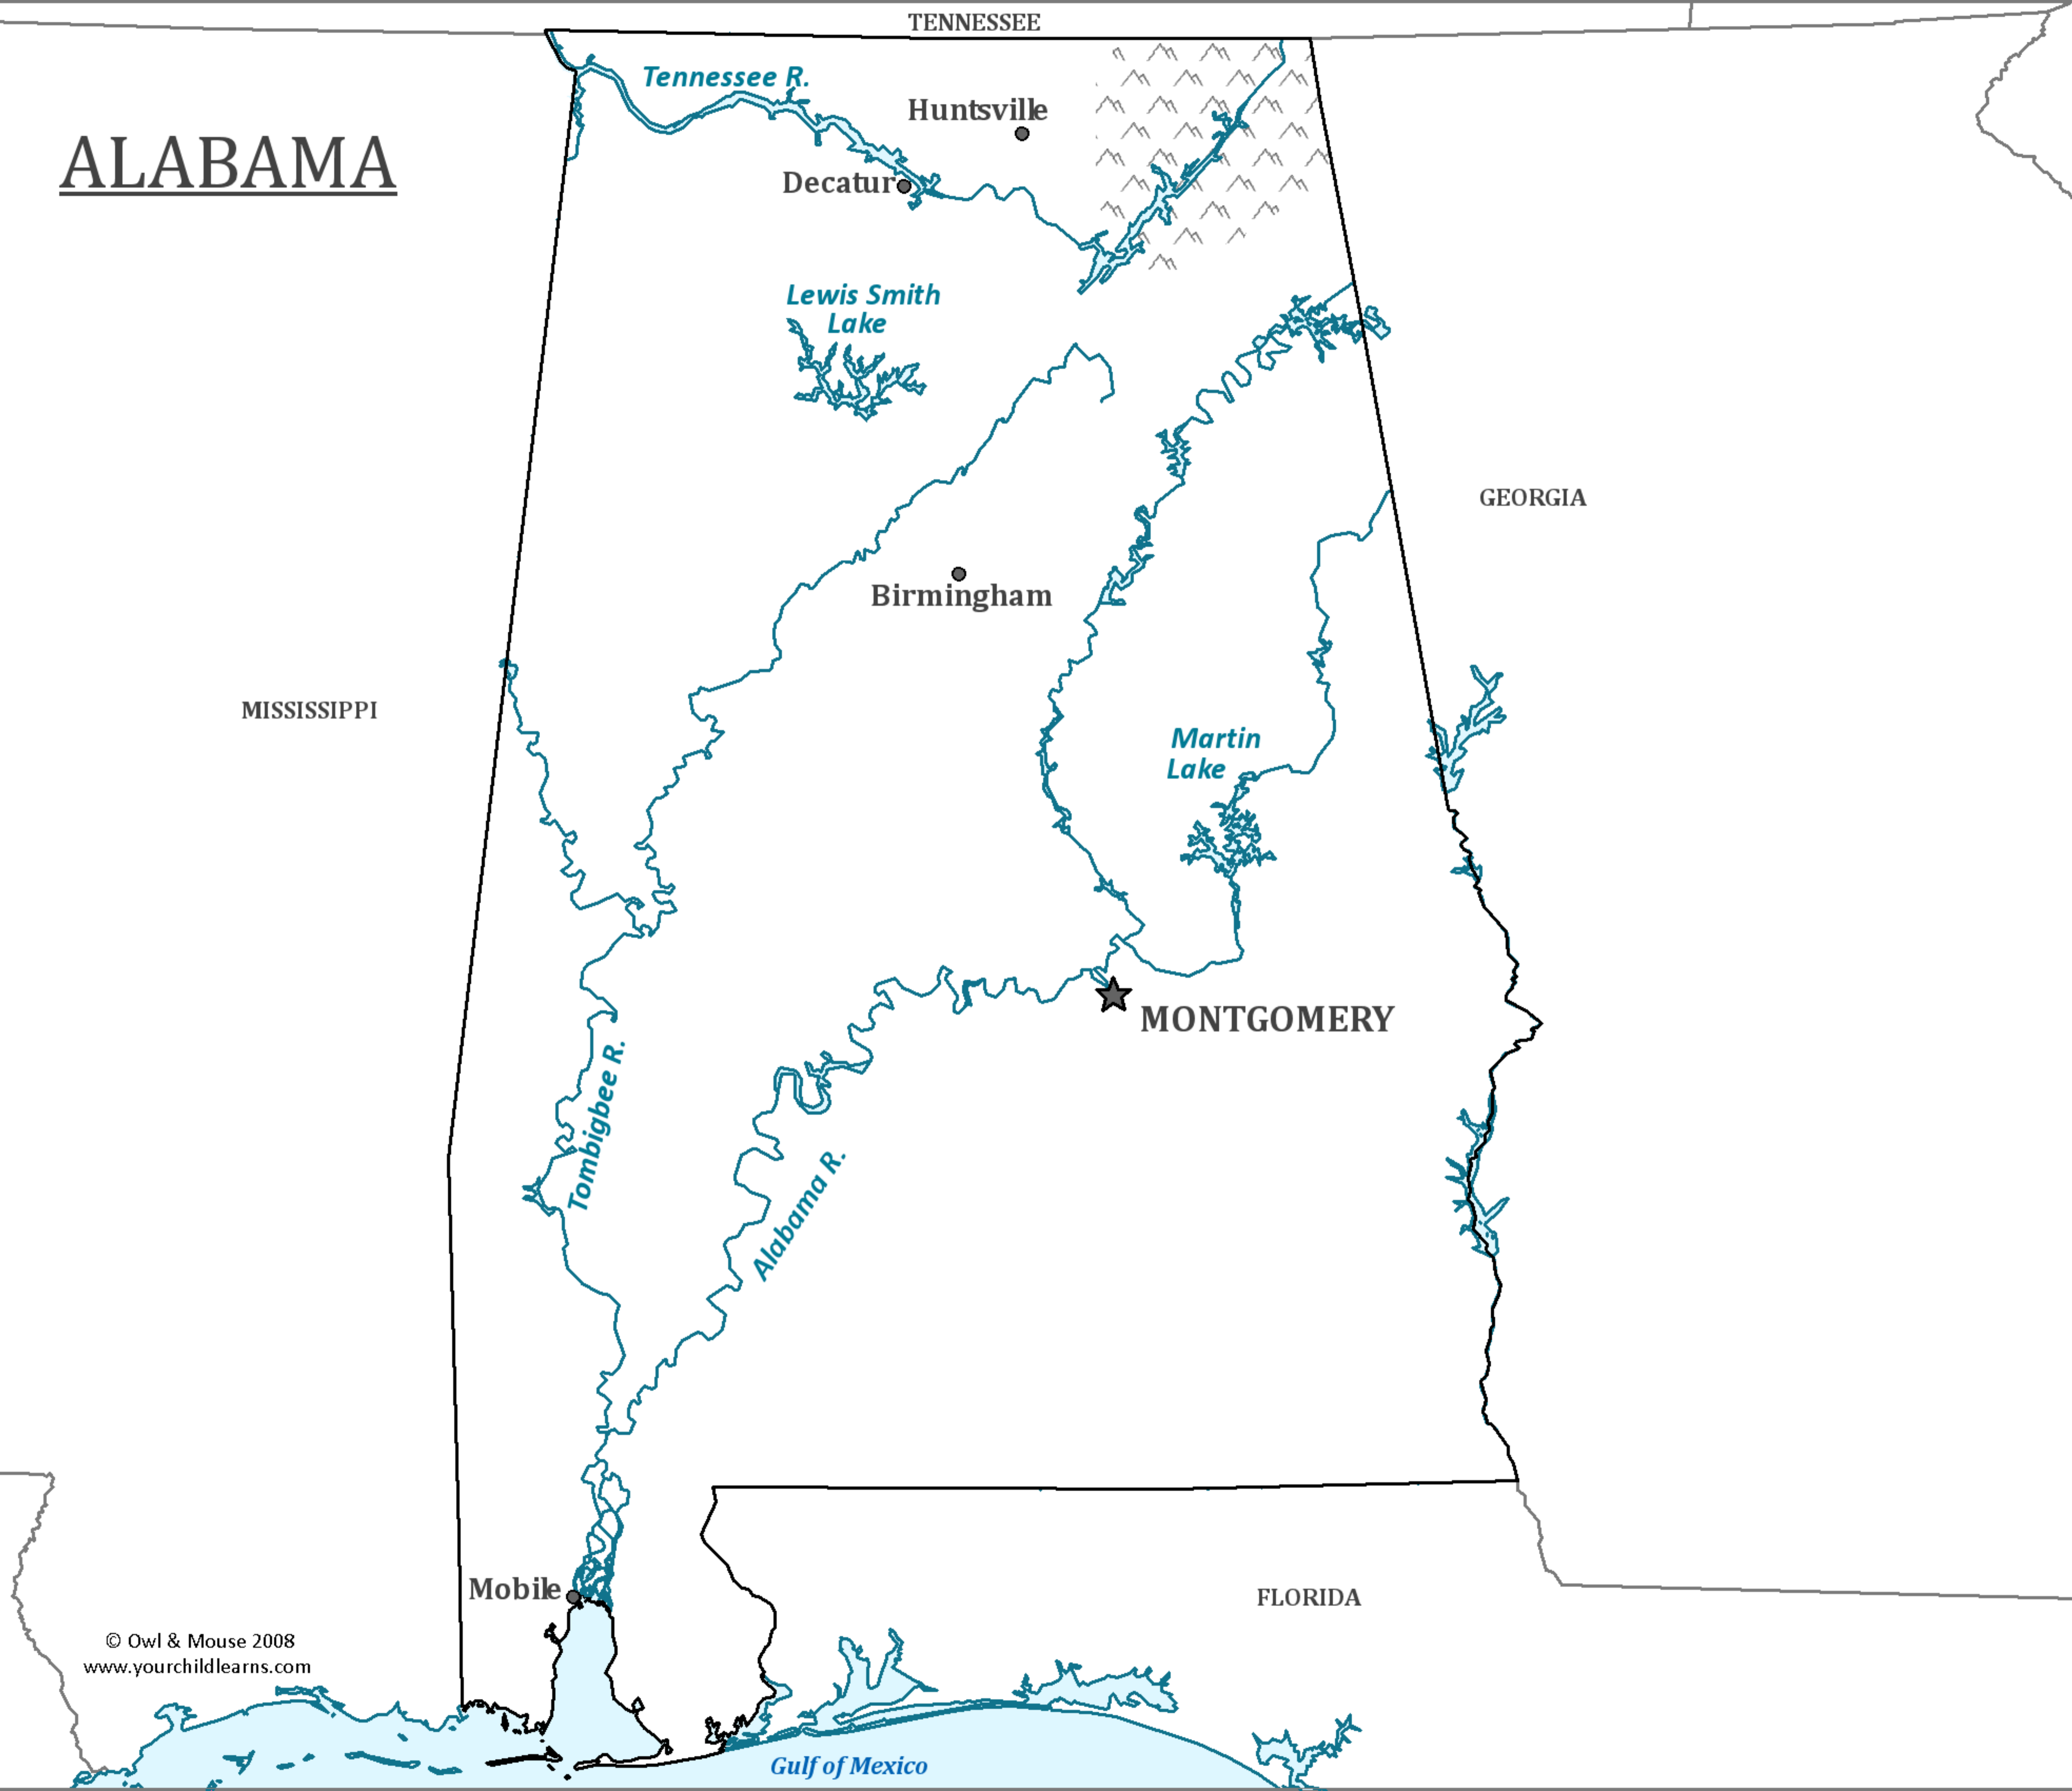 TENNESSEE
Tennessee R.
Huntsville
ALABAMA
Decatur
Lewis Smith
Lake
GEORGIA
Birmingham
MISSISSIPPI
Martin
Lake
MONTGOMERY
Tombigbee R.
Alabama R.
Mobile
FLORIDA
© Owl & Mouse 2008
www.yourchildlearns.com
Gulf of Mexico